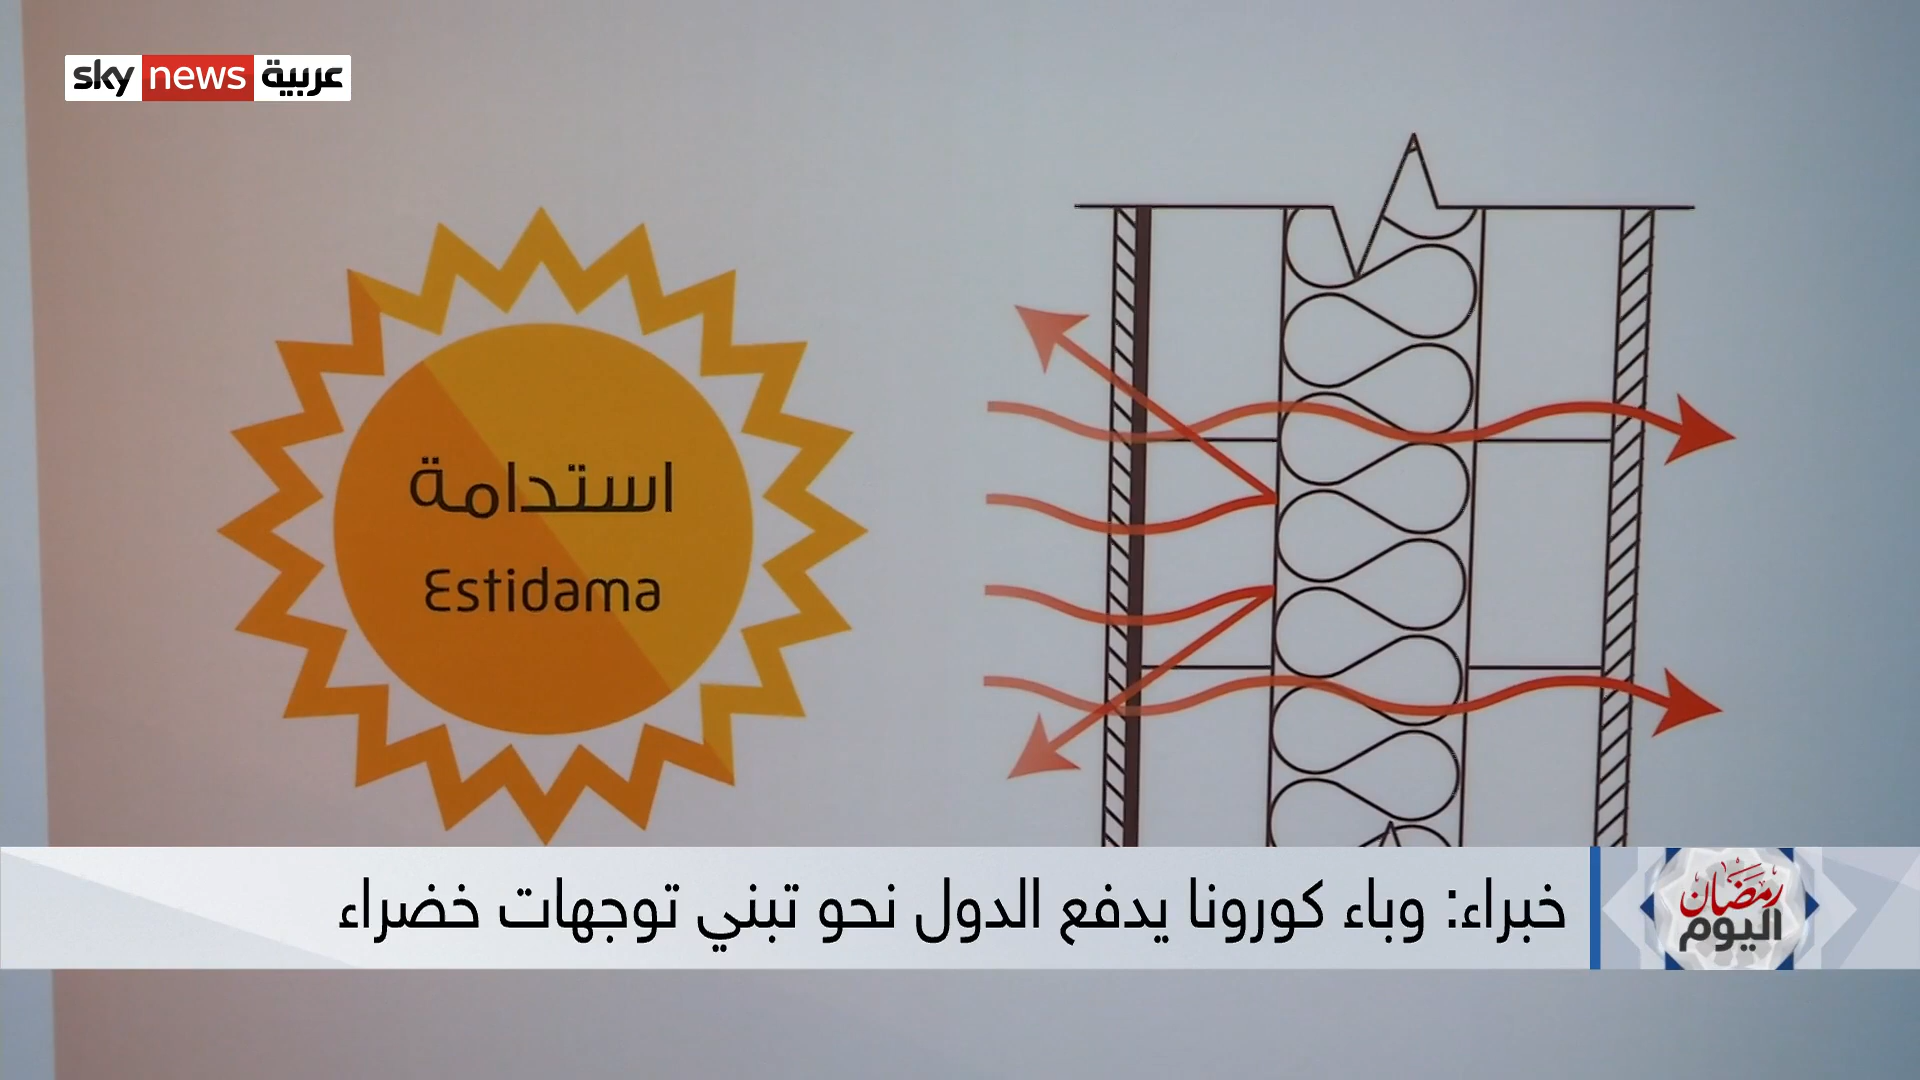 sky news عربية
استدامة
Estidama
خبراء: وباء كورونا يدفع الدول نحو تبني توجهات خضراء
رمضان
اليوم